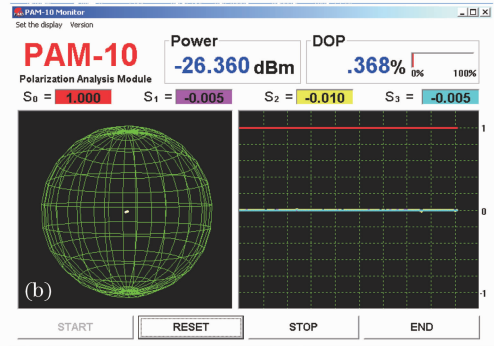 PAM-10 Monitor
Set the display Version
PAM-10
Polarization Analysis Module
Power
-26.360 dBm
DOP
.368% 0% 100%
S₀ = 1.000 S₁ = -0.005 S₂ = -0.010 S₃ = -0.005
1
0
-1
(b)
START RESET STOP END